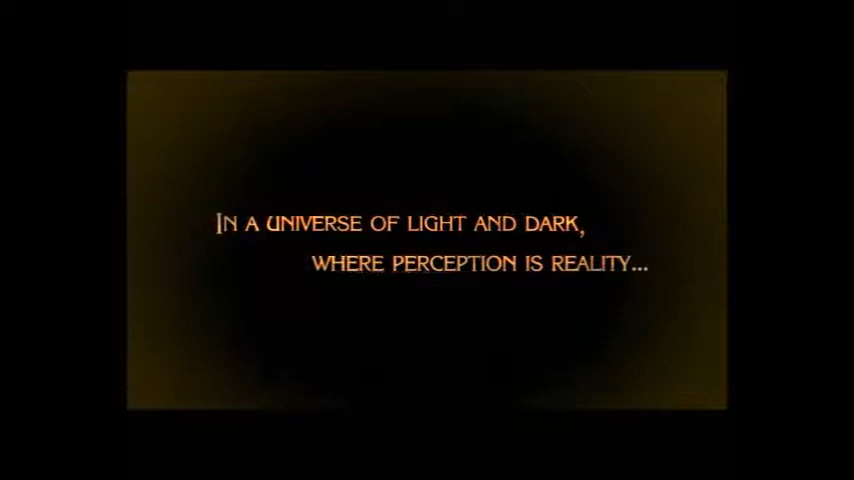 In a universe of light and dark,
where perception is reality...